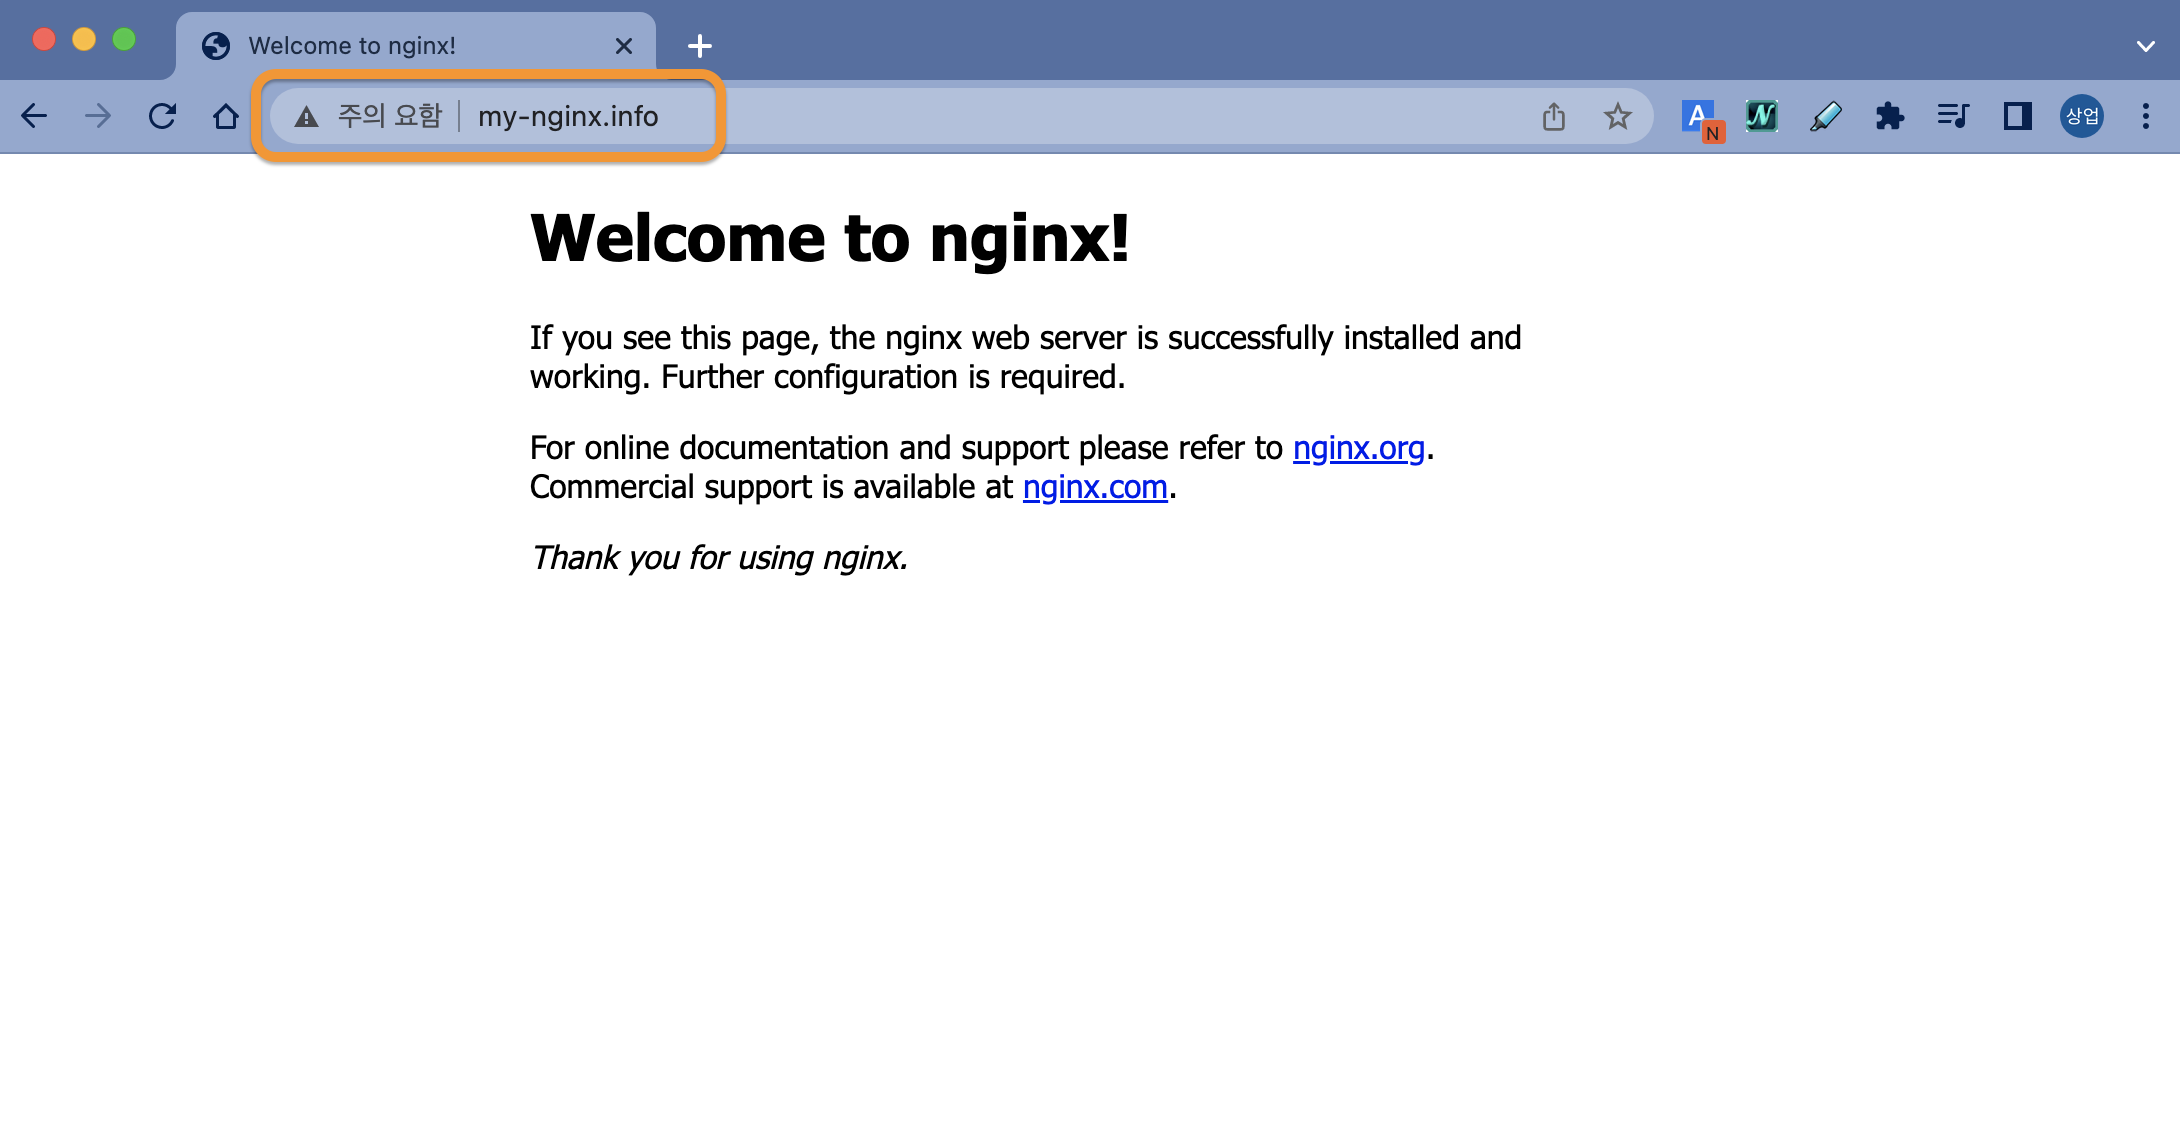 Welcome to nginx!
주의 요함 my-nginx.info
A
N
N
상업
Welcome to nginx!
If you see this page, the nginx web server is successfully installed and
working. Further configuration is required.
For online documentation and support please refer to nginx.org.
Commercial support is available at nginx.com.
Thank you for using nginx.